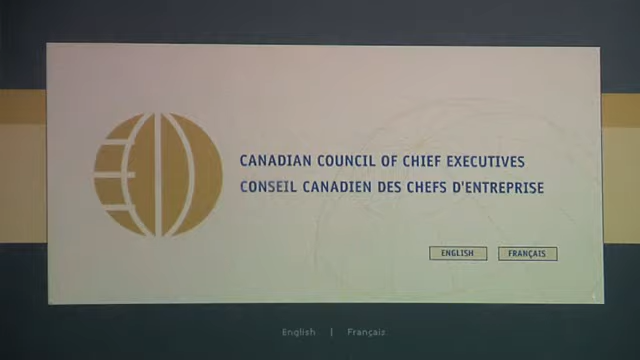 CANADIAN COUNCIL OF CHIEF EXECUTIVES
CONSEIL CANADIEN DES CHEFS D'ENTREPRISE
ENGLISH FRANÇAIS
English | Français